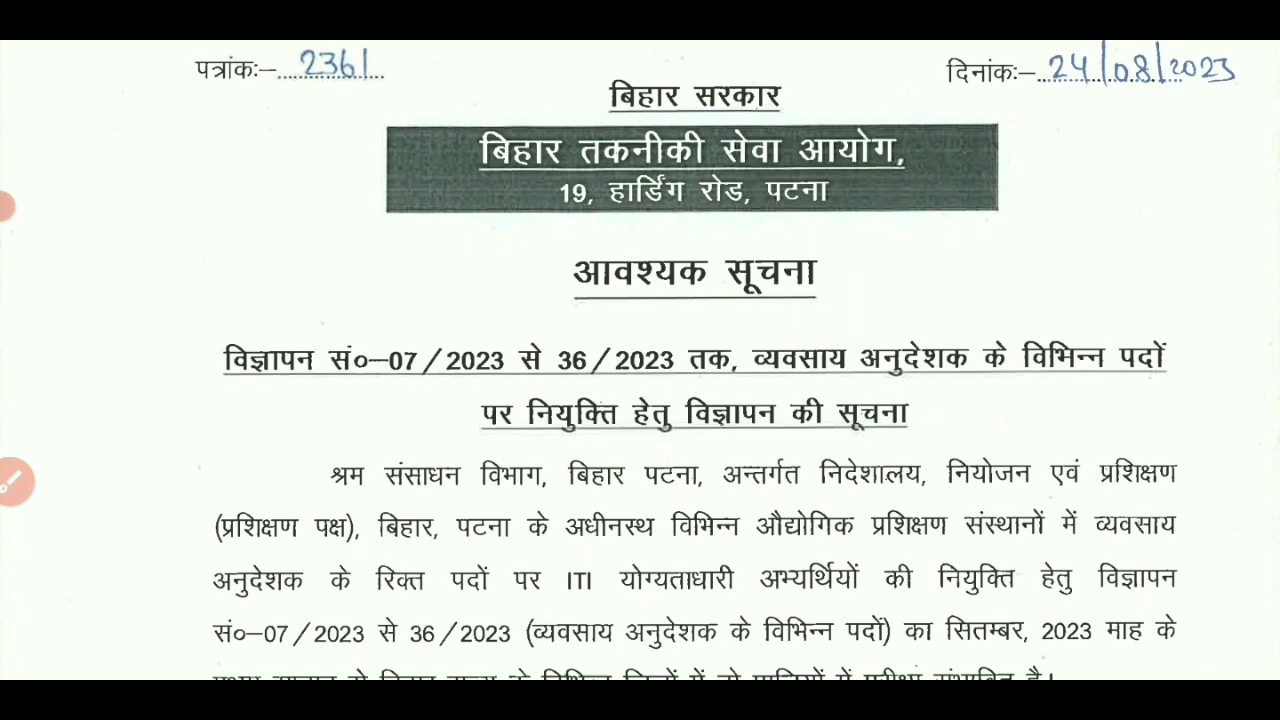 पत्रांकः–..2361..
दिनांकः–..24/08/2023
बिहार सरकार
बिहार तकनीकी सेवा आयोग,
19, हार्डिंग रोड, पटना
आवश्यक सूचना
विज्ञापन सं०–07/2023 से 36/2023 तक, व्यवसाय अनुदेशक के विभिन्न पदों
पर नियुक्ति हेतु विज्ञापन की सूचना
श्रम संसाधन विभाग, बिहार पटना, अन्तर्गत निदेशालय, नियोजन एवं प्रशिक्षण
(प्रशिक्षण पक्ष), बिहार, पटना के अधीनस्थ विभिन्न औद्योगिक प्रशिक्षण संस्थानों में व्यवसाय
अनुदेशक के रिक्त पदों पर ITI योग्यताधारी अभ्यर्थियों की नियुक्ति हेतु विज्ञापन
सं०–07/2023 से 36/2023 (व्यवसाय अनुदेशक के विभिन्न पदों) का सितम्बर, 2023 माह के
में परीक्षा संभावित है।